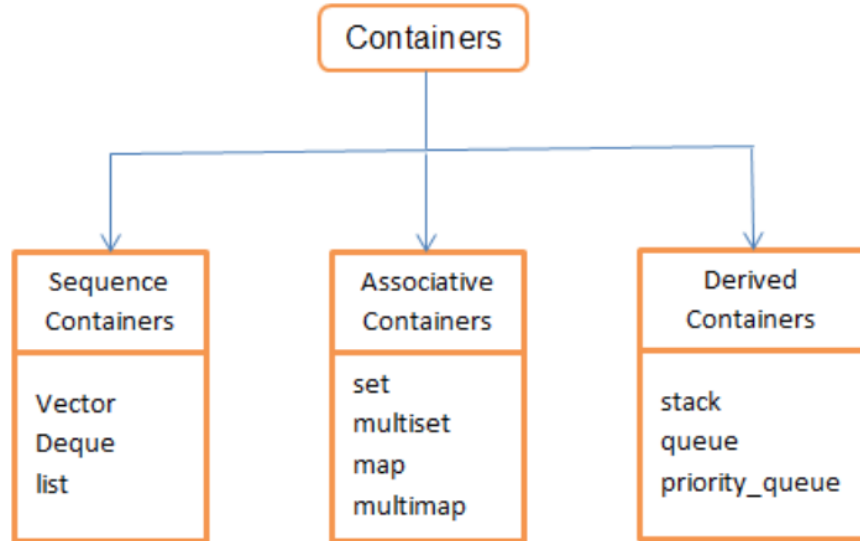 Containers
Sequence
Containers
Vector
Deque
list
Associative
Containers
set
multiset
map
multimap
Derived
Containers
stack
queue
priority_queue